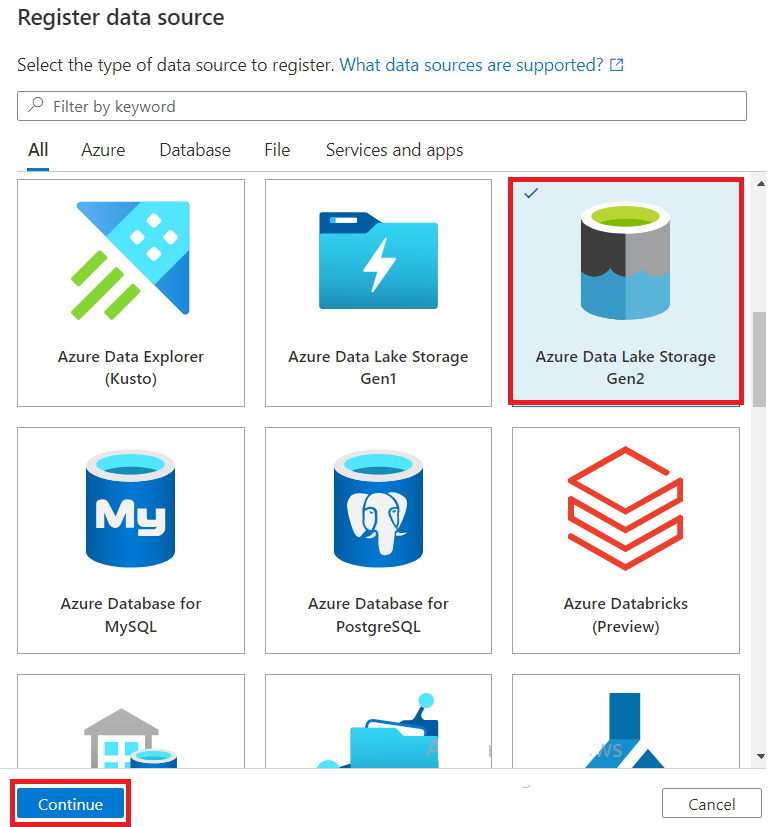 Register data source
Select the type of data source to register. What data sources are supported?
Filter by keyword
All Azure Database File Services and apps
Azure Data Explorer
(Kusto)
Azure Data Lake Storage
Gen1
Azure Data Lake Storage
Gen2
My
Azure Database for
MySQL
Azure Database for
PostgreSQL
Azure Databricks
(Preview)
Continue
Cancel